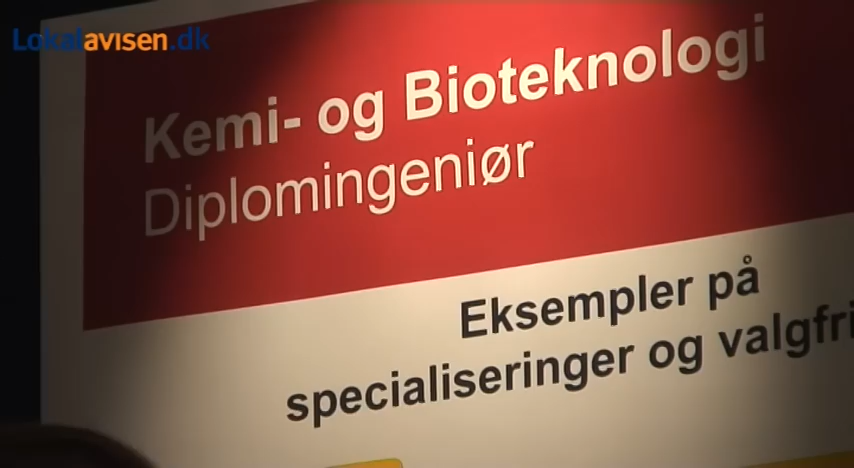 Lokalavisen.dk
Kemi- og Bioteknologi
Diplomingeniør
Eksempler på
specialiseringer og valgfri